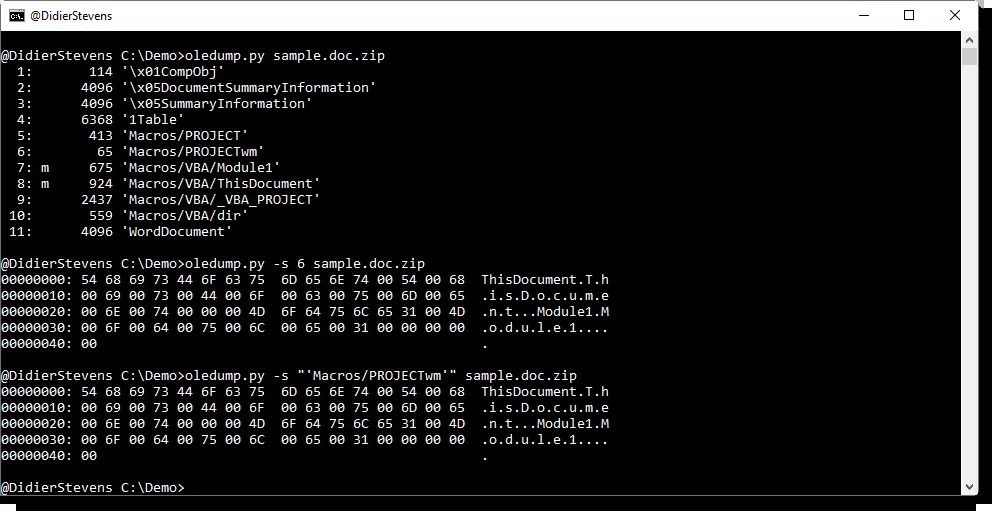 @DidierStevens
@DidierStevens C:\Demo>oledump.py sample.doc.zip
  1:       114 '\x01CompObj'
  2:      4096 '\x05DocumentSummaryInformation'
  3:      4096 '\x05SummaryInformation'
  4:      6368 '1Table'
  5:       413 'Macros/PROJECT'
  6:        65 'Macros/PROJECTwm'
  7: m     675 'Macros/VBA/Module1'
  8: m     924 'Macros/VBA/ThisDocument'
  9:      2437 'Macros/VBA/_VBA_PROJECT'
 10:       559 'Macros/VBA/dir'
 11:      4096 'WordDocument'
@DidierStevens C:\Demo>oledump.py -s 6 sample.doc.zip
00000000: 54 68 69 73 44 6F 63 75  6D 65 6E 74 00 54 00 68  ThisDocument.T.h
00000010: 00 69 00 73 00 44 00 6F  00 63 00 75 00 6D 00 65  .i.s.D.o.c.u.m.e
00000020: 00 6E 00 74 00 00 00 4D  6F 64 75 6C 65 31 00 4D  .n.t...Module1.M
00000030: 00 6F 00 64 00 75 00 6C  00 65 00 31 00 00 00 00  .o.d.u.l.e.1....
00000040: 00                                                .
@DidierStevens C:\Demo>oledump.py -s "'Macros/PROJECTwm'" sample.doc.zip
00000000: 54 68 69 73 44 6F 63 75  6D 65 6E 74 00 54 00 68  ThisDocument.T.h
00000010: 00 69 00 73 00 44 00 6F  00 63 00 75 00 6D 00 65  .i.s.D.o.c.u.m.e
00000020: 00 6E 00 74 00 00 00 4D  6F 64 75 6C 65 31 00 4D  .n.t...Module1.M
00000030: 00 6F 00 64 00 75 00 6C  00 65 00 31 00 00 00 00  .o.d.u.l.e.1....
00000040: 00                                                .
@DidierStevens C:\Demo>